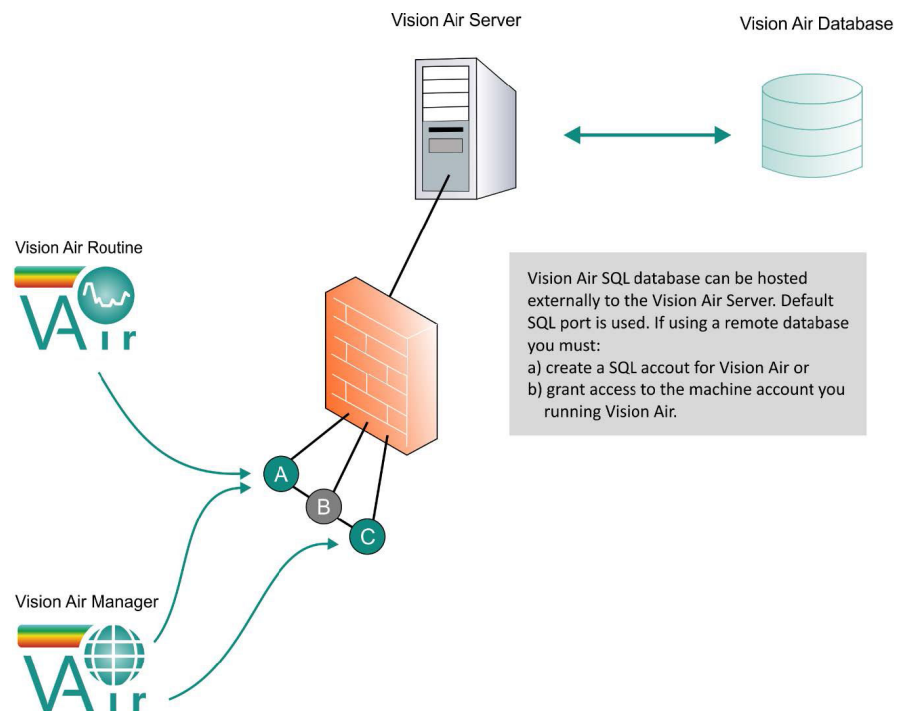 Vision Air Server
Vision Air Database
Vision Air Routine
VAir
Vision Air SQL database can be hosted
externally to the Vision Air Server. Default
SQL port is used. If using a remote database
you must:
a) create a SQL accout for Vision Air or
b) grant access to the machine account you
running Vision Air.
A
B
C
Vision Air Manager
VAir